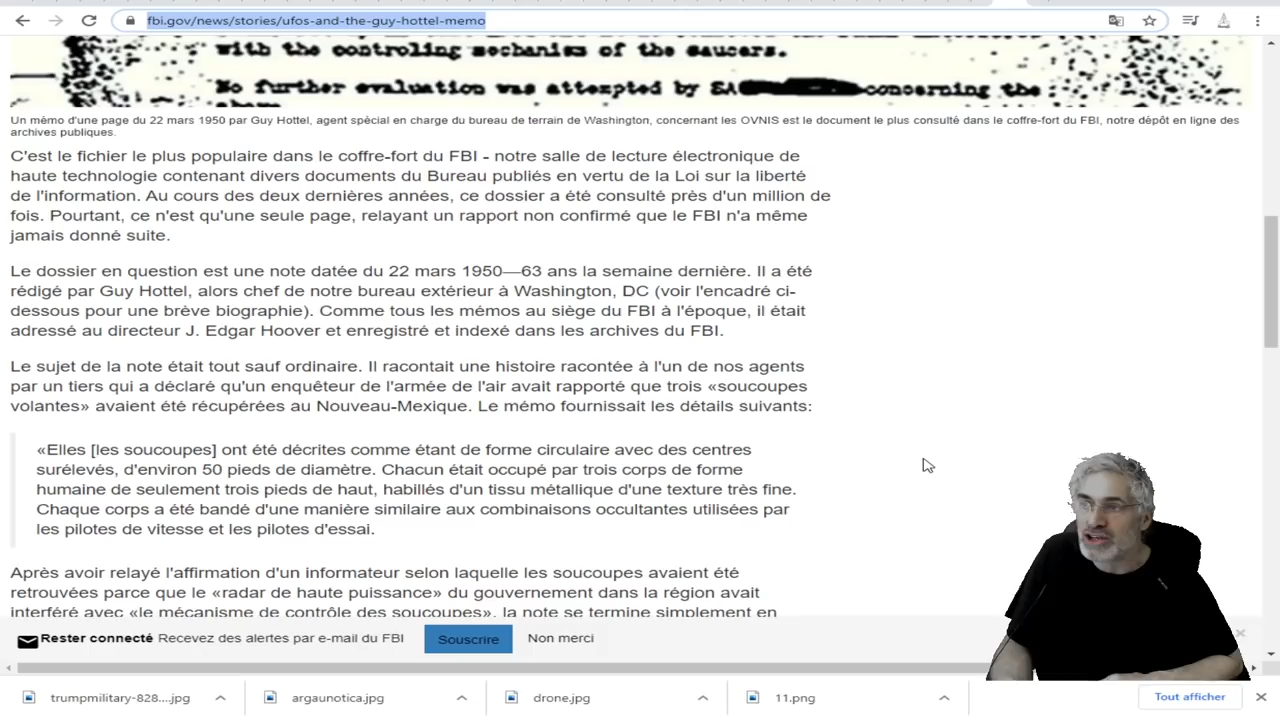 fbi.gov/news/stories/ufos-and-the-guy-hottel-memo
with the controling mechanism of the saucers.
No further evaluation was attempted by SA concerning the
above
Un mémo d'une page du 22 mars 1950 par Guy Hottel, agent spécial en charge du bureau de terrain de Washington, concernant les OVNIS est le document le plus consulté dans le coffre-fort du FBI, notre dépôt en ligne des
archives publiques.
C'est le fichier le plus populaire dans le coffre-fort du FBI - notre salle de lecture électronique de
haute technologie contenant divers documents du Bureau publiés en vertu de la Loi sur la liberté
de l'information. Au cours des deux dernières années, ce dossier a été consulté près d'un million de
fois. Pourtant, ce n'est qu'une seule page, relayant un rapport non confirmé que le FBI n'a même
jamais donné suite.
Le dossier en question est une note datée du 22 mars 1950—63 ans la semaine dernière. Il a été
rédigé par Guy Hottel, alors chef de notre bureau extérieur à Washington, DC (voir l'encadré ci-
dessous pour une brève biographie). Comme tous les mémos au siège du FBI à l'époque, il était
adressé au directeur J. Edgar Hoover et enregistré et indexé dans les archives du FBI.
Le sujet de la note était tout sauf ordinaire. Il racontait une histoire racontée à l'un de nos agents
par un tiers qui a déclaré qu'un enquêteur de l'armée de l'air avait rapporté que trois «soucoupes
volantes» avaient été récupérées au Nouveau-Mexique. Le mémo fournissait les détails suivants:
«Elles [les soucoupes] ont été décrites comme étant de forme circulaire avec des centres
surélevés, d'environ 50 pieds de diamètre. Chacun était occupé par trois corps de forme
humaine de seulement trois pieds de haut, habillés d'un tissu métallique d'une texture très fine.
Chaque corps a été bandé d'une manière similaire aux combinaisons occultantes utilisées par
les pilotes de vitesse et les pilotes d'essai.
Après avoir relayé l'affirmation d'un informateur selon laquelle les soucoupes avaient été
retrouvées parce que le «radar de haute puissance» du gouvernement dans la région avait
interféré avec «le mécanisme de contrôle des soucoupes», la note se termine simplement en
Rester connecté Recevez des alertes par e-mail du FBI Souscrire Non merci
trumpmilitary-828....jpg argaunotica.jpg drone.jpg 11.png Tout afficher